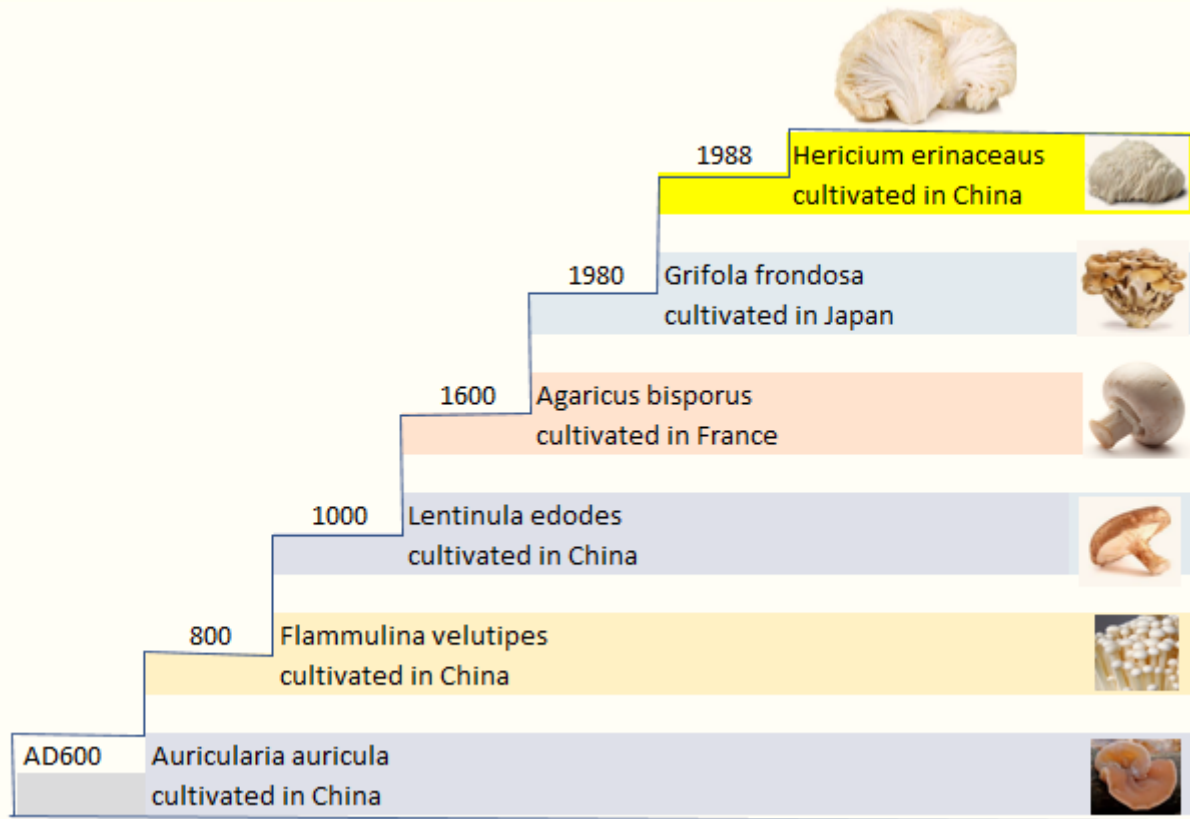 1988
Hericium erinaceaus
cultivated in China
1980
Grifola frondosa
cultivated in Japan
1600
Agaricus bisporus
cultivated in France
1000
Lentinula edodes
cultivated in China
800
Flammulina velutipes
cultivated in China
AD600
Auricularia auricula
cultivated in China